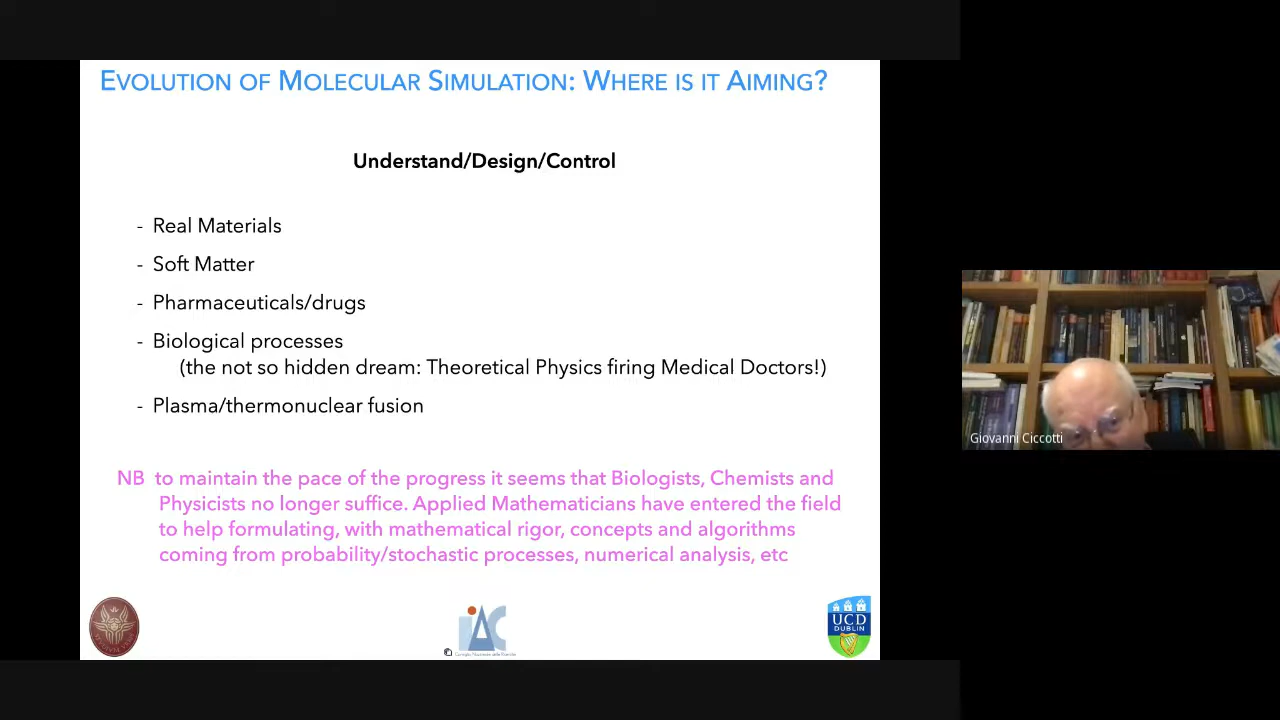 EVOLUTION OF MOLECULAR SIMULATION: WHERE IS IT AIMING?
Understand/Design/Control
- Real Materials
- Soft Matter
- Pharmaceuticals/drugs
- Biological processes
(the not so hidden dream: Theoretical Physics firing Medical Doctors!)
- Plasma/thermonuclear fusion
NB to maintain the pace of the progress it seems that Biologists, Chemists and
Physicists no longer suffice. Applied Mathematicians have entered the field
to help formulating, with mathematical rigor, concepts and algorithms
coming from probability/stochastic processes, numerical analysis, etc
iAC
UCD
DUBLIN
Giovanni Ciccotti